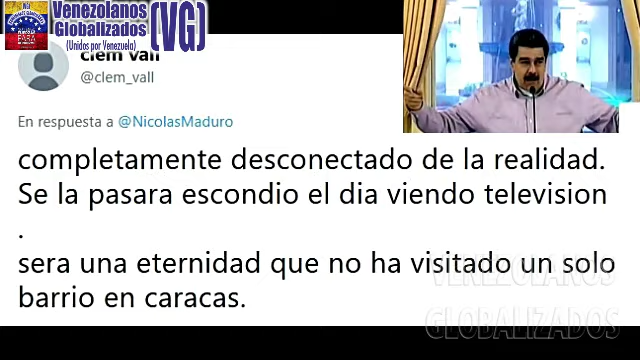 Venezolanos
Globalizados
(Unidos por Venezuela)
(VG)
clem vall
@clem_vall
En respuesta a @NicolasMaduro
completamente desconectado de la realidad.
Se la pasara escondio el dia viendo television
.
sera una eternidad que no ha visitado un solo
barrio en caracas.
VENEZOLANOS
GLOBALIZADOS